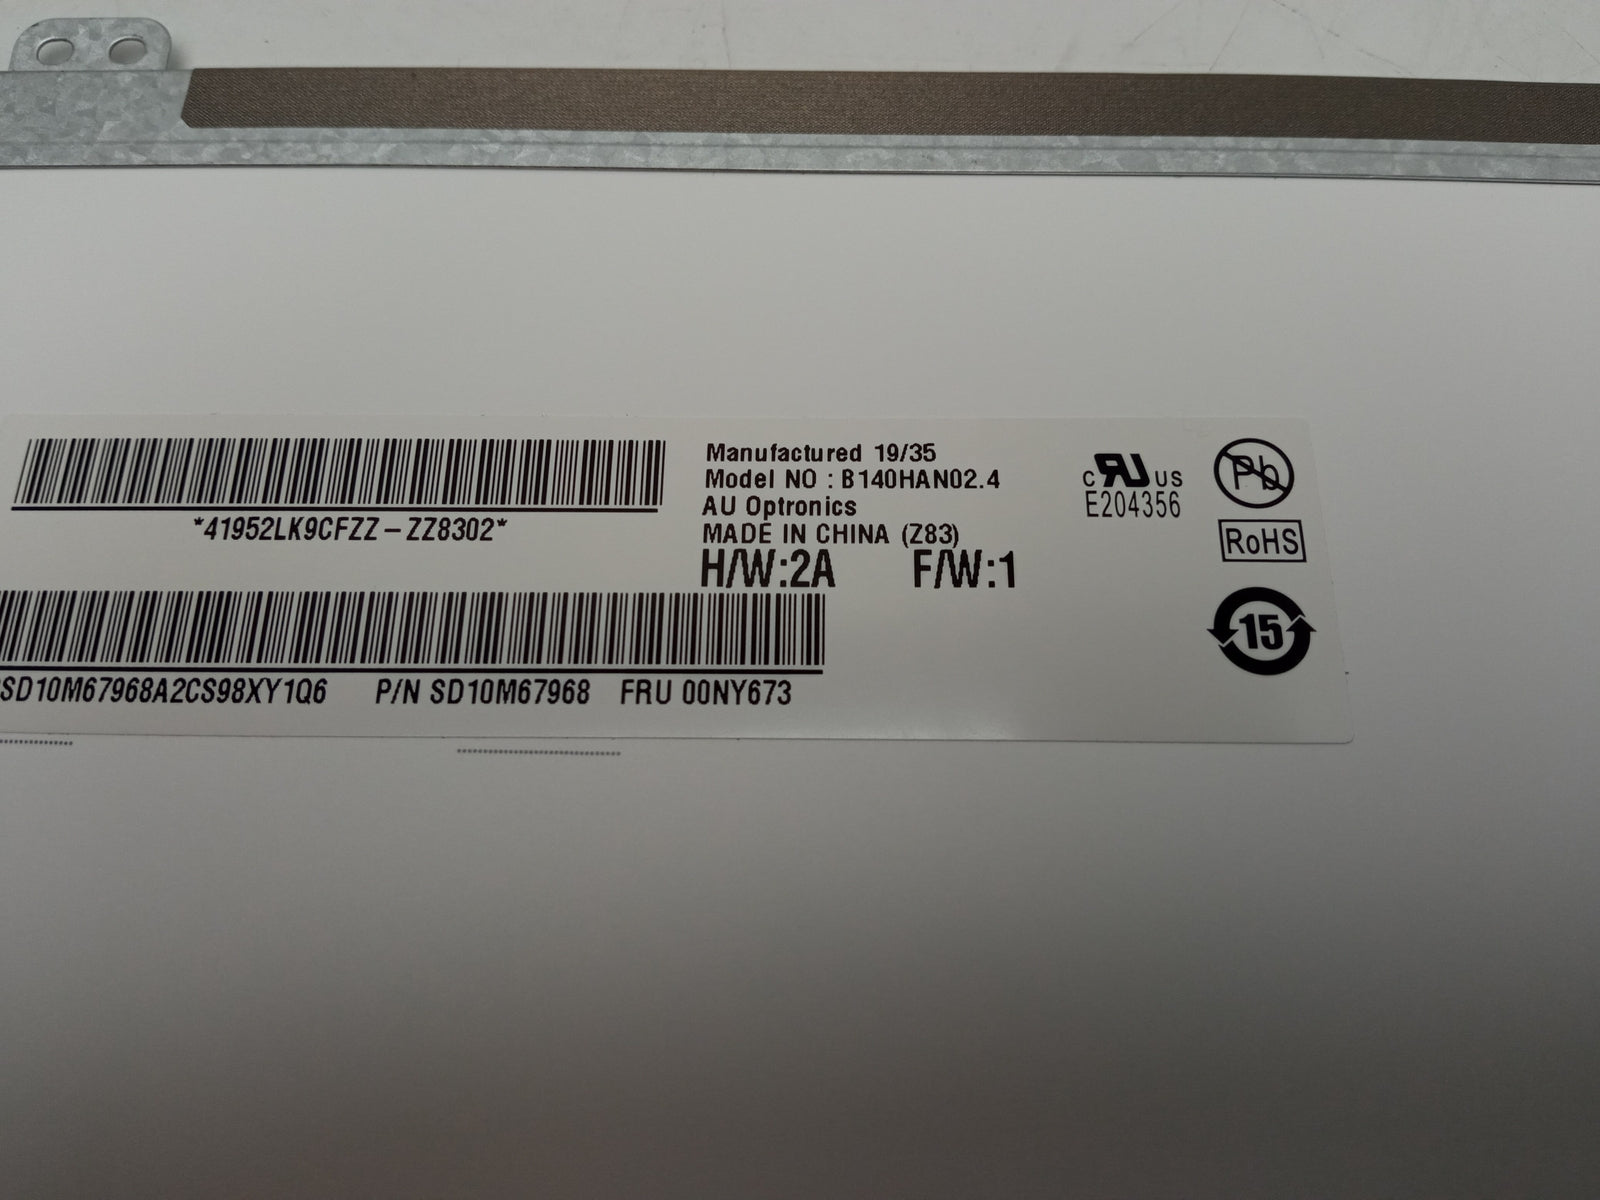 *41952LK9CFZZ-ZZ8302*
Manufactured 19/35
Model NO : B140HAN02.4
AU Optronics
MADE IN CHINA (Z83)
H/W:2A F/W:1
c RU US
E204356
Pb
RoHS
15
SD10M67968A2CS98XY1Q6 P/N SD10M67968 FRU 00NY673